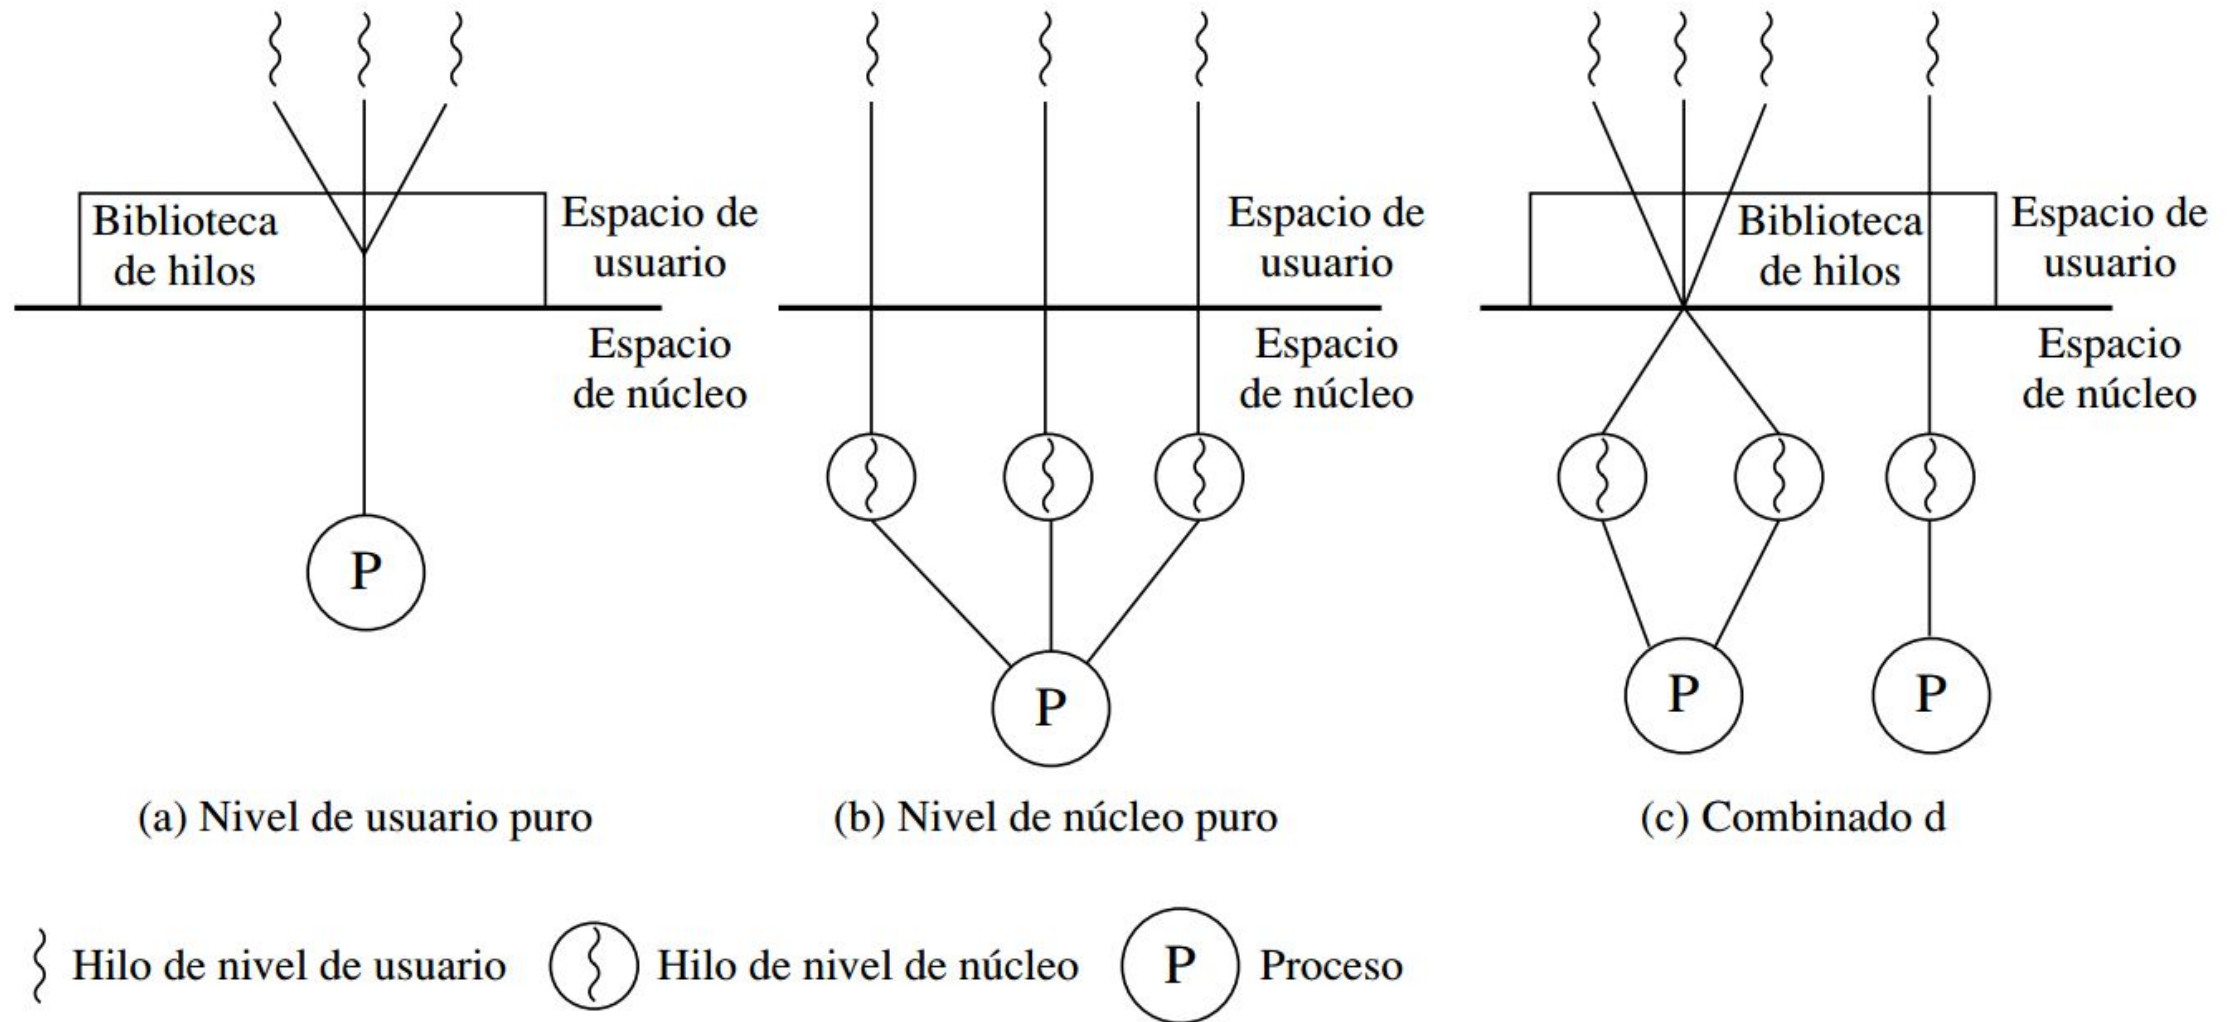 Biblioteca
de hilos
Espacio de
usuario
Espacio
de núcleo
P
(a) Nivel de usuario puro
Espacio de
usuario
Espacio
de núcleo
P
(b) Nivel de núcleo puro
Biblioteca
de hilos
Espacio de
usuario
Espacio
de núcleo
P
P
(c) Combinado d
Hilo de nivel de usuario
Hilo de nivel de núcleo
P
Proceso